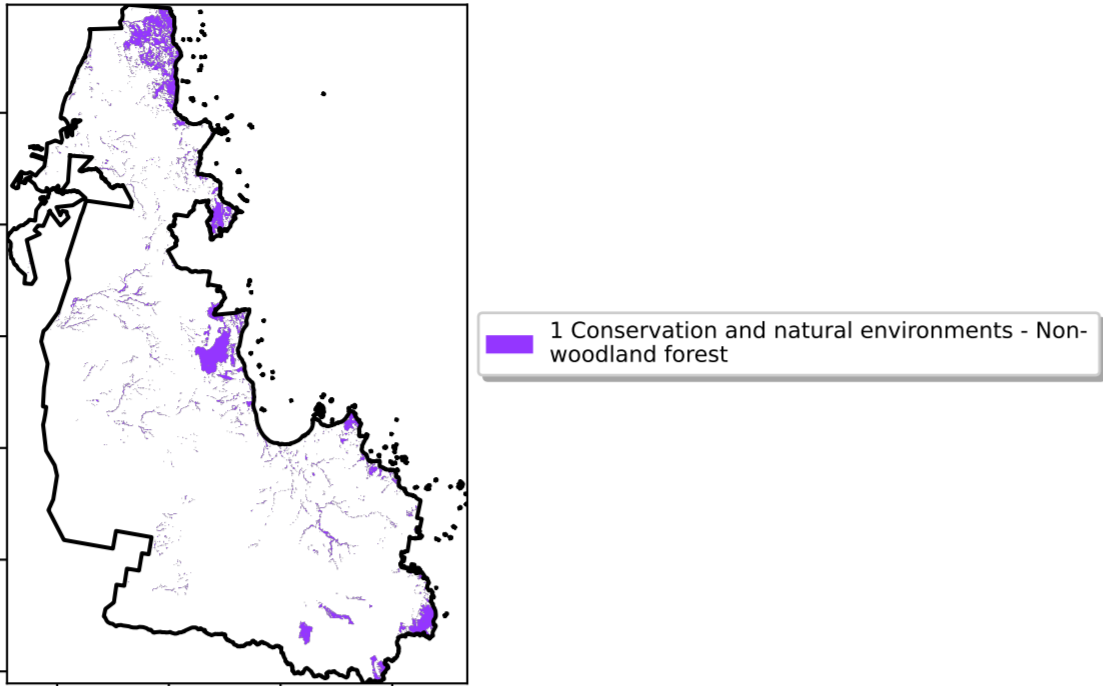 1 Conservation and natural environments - Non-
woodland forest